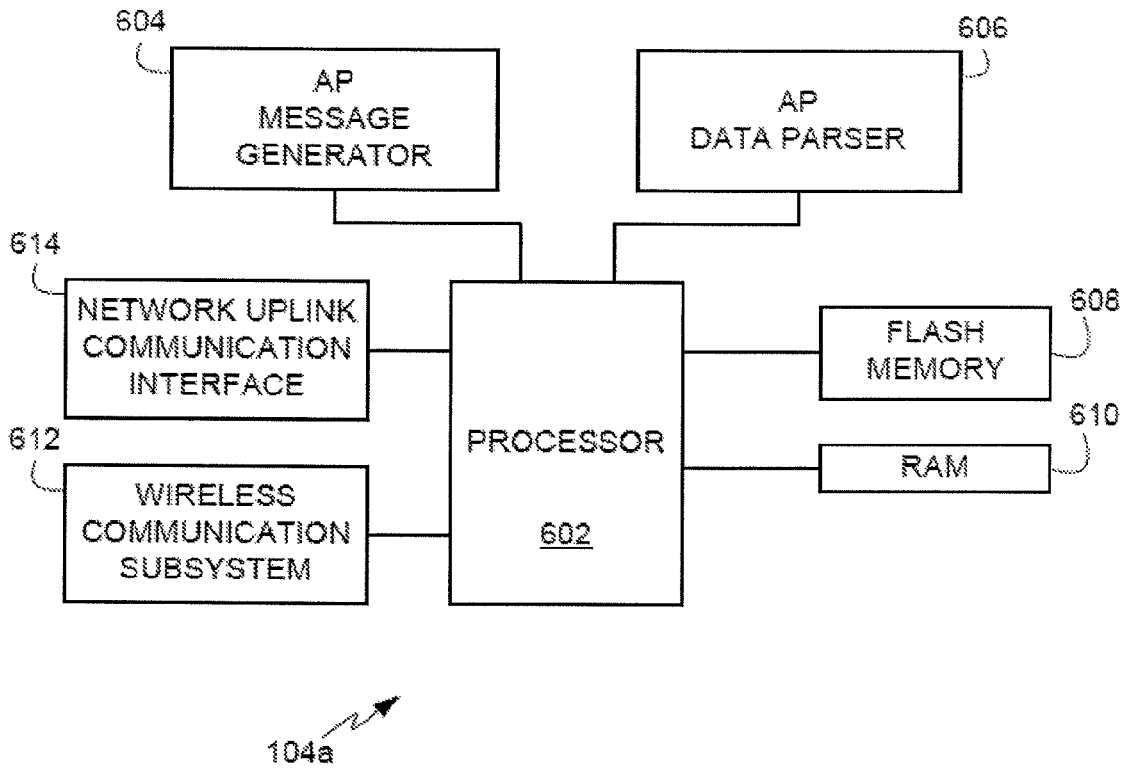 604
AP
MESSAGE
GENERATOR
606
AP
DATA PARSER
614
NETWORK UPLINK
COMMUNICATION
INTERFACE
612
WIRELESS
COMMUNICATION
SUBSYSTEM
PROCESSOR
602
608
FLASH
MEMORY
610
RAM
104a